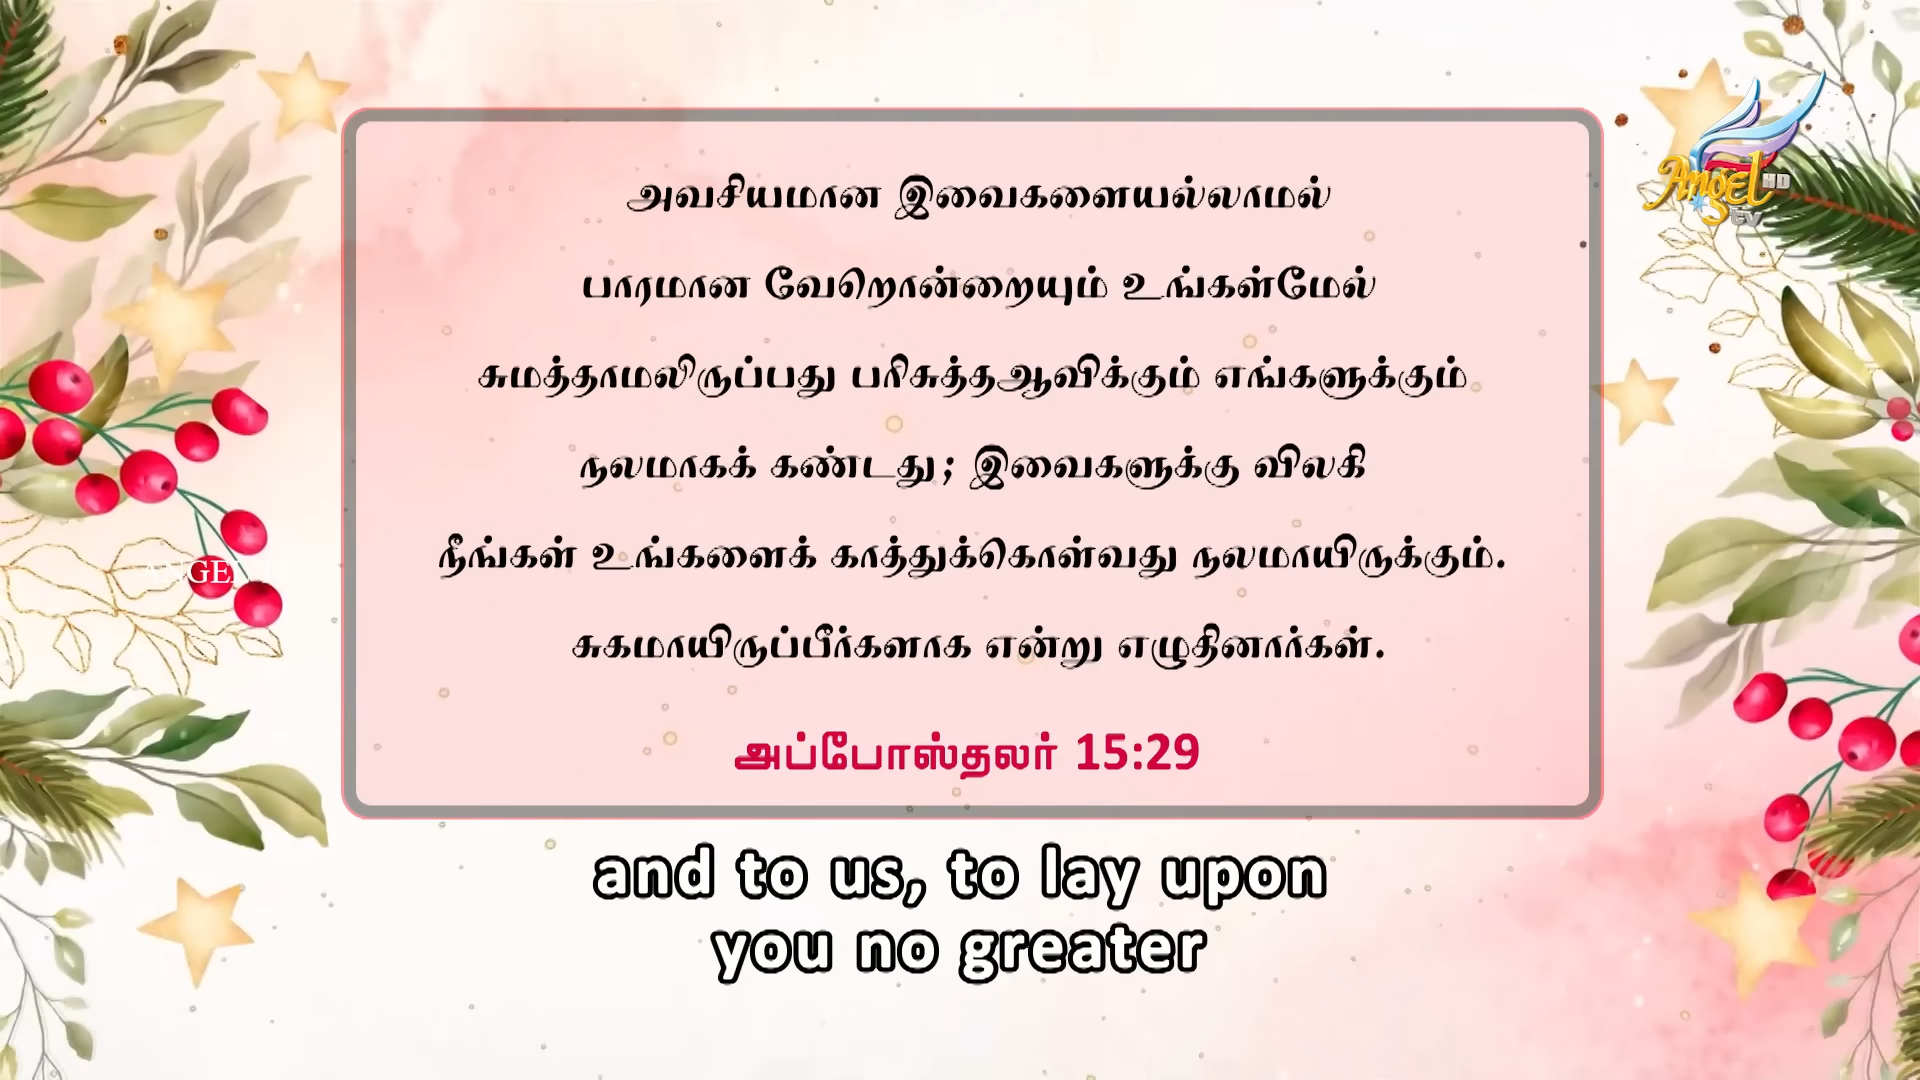 Angel HD
tv
அவசியமான இவைகளையல்லாமல்
பாரமான வேறொன்றையும் உங்கள்மேல்
சுமத்தாமலிருப்பது பரிசுத்தஆவிக்கும் எங்களுக்கும்
நலமாகக் கண்டது; இவைகளுக்கு விலகி
நீங்கள் உங்களைக் காத்துக்கொள்வது நலமாயிருக்கும்.
சுகமாயிருப்பீர்களாக என்று எழுதினார்கள்.
அப்போஸ்தலர் 15:29
and to us, to lay upon
you no greater